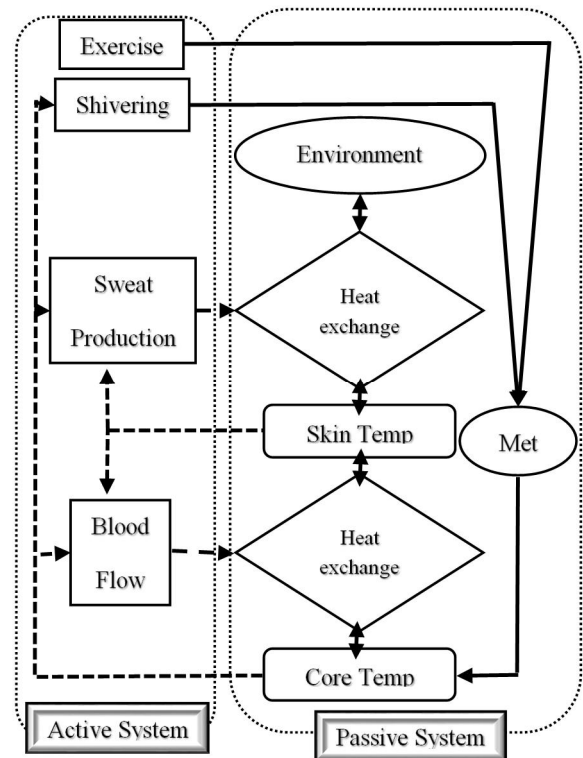 Exercise
Shivering
Environment
Sweat
Production
Heat
exchange
Skin Temp
Met
Blood
Flow
Heat
exchange
Core Temp
Active System
Passive System